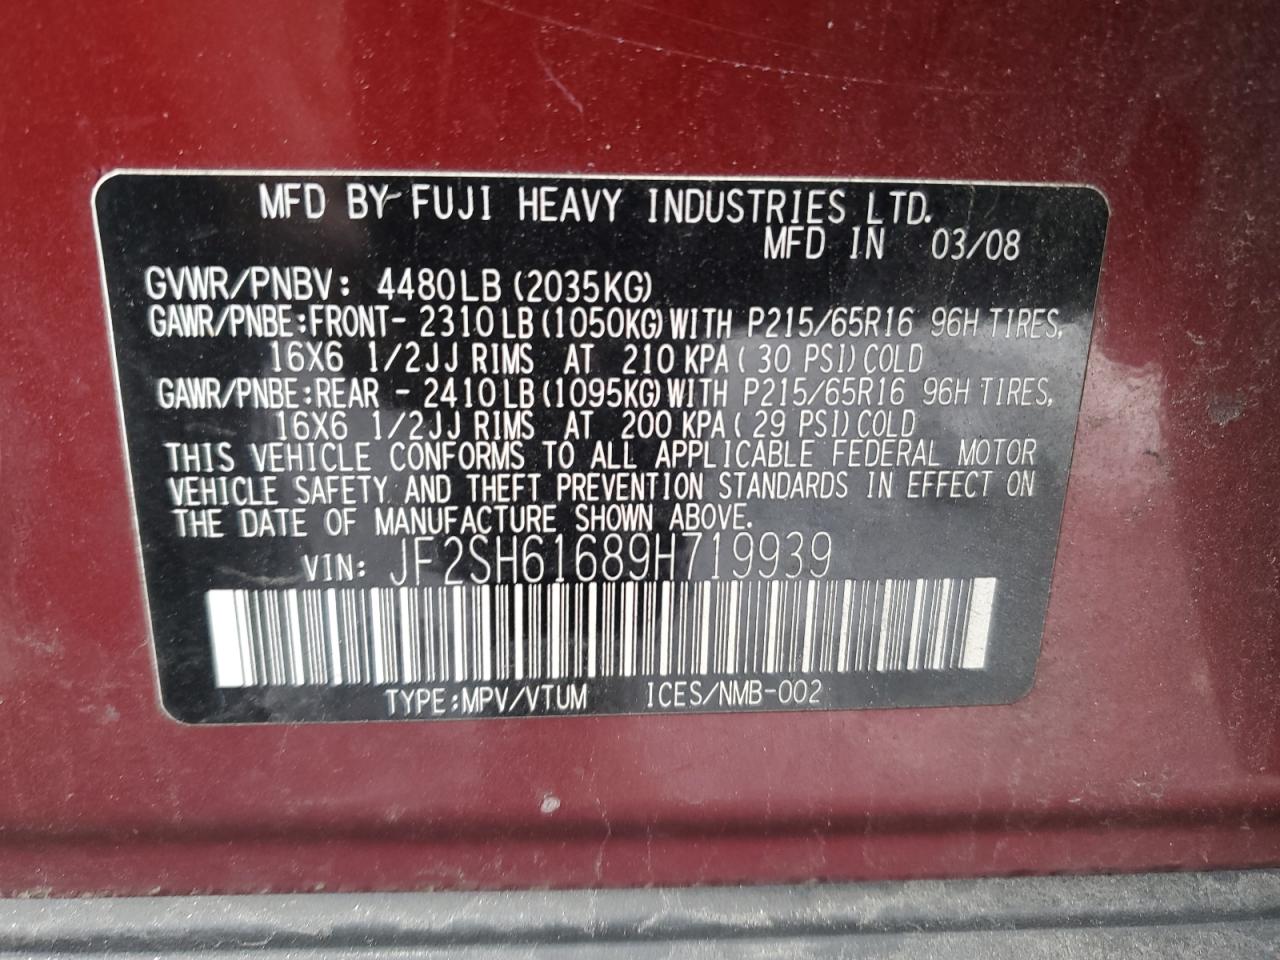 MFD BY FUJI HEAVY INDUSTRIES LTD.
MFD IN 03/08
GVWR/PNBV: 4480LB (2035KG)
GAWR/PNBE:FRONT- 2310LB(1050KG)WITH P215/65R16 96H TIRES,
16X6 1/2JJ RIMS AT 210 KPA( 30 PSI)COLD
GAWR/PNBE:REAR - 2410LB(1095KG)WITH P215/65R16 96H TIRES,
16X6 1/2JJ RIMS AT 200 KPA( 29 PSI)COLD
THIS VEHICLE CONFORMS TO ALL APPLICABLE FEDERAL MOTOR
VEHICLE SAFETY AND THEFT PREVENTION STANDARDS IN EFFECT ON
THE DATE OF MANUFACTURE SHOWN ABOVE.
VIN: JF2SH61689H719939
TYPE:MPV/VTUM ICES/NMB-002